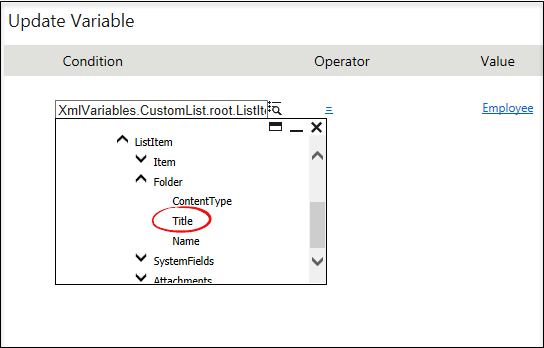 Update Variable
Condition Operator Value
XmlVariables.CustomList.root.ListIte = Employee
ListItem
Item
Folder
ContentType
Title
Name
SystemFields
Attachments